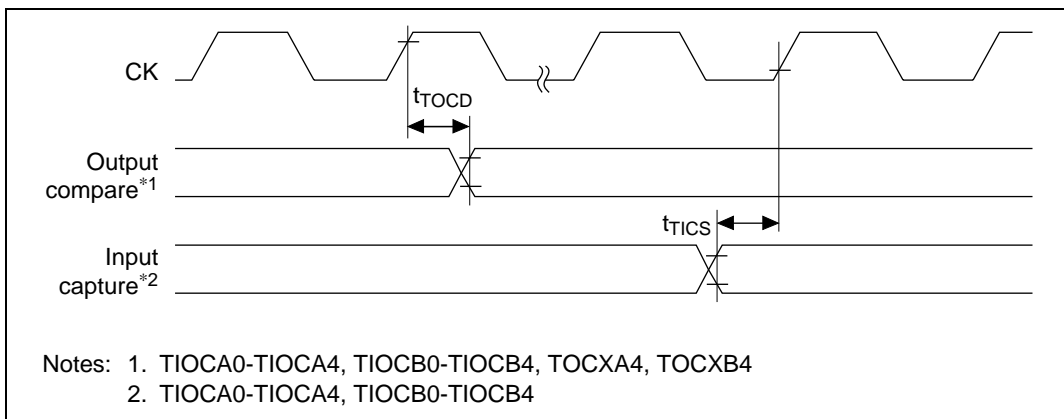 CK
tTOCD
Output
compare*1
tTICS
Input
capture*2
Notes: 1. TIOCA0-TIOCA4, TIOCB0-TIOCB4, TOCXA4, TOCXB4
2. TIOCA0-TIOCA4, TIOCB0-TIOCB4